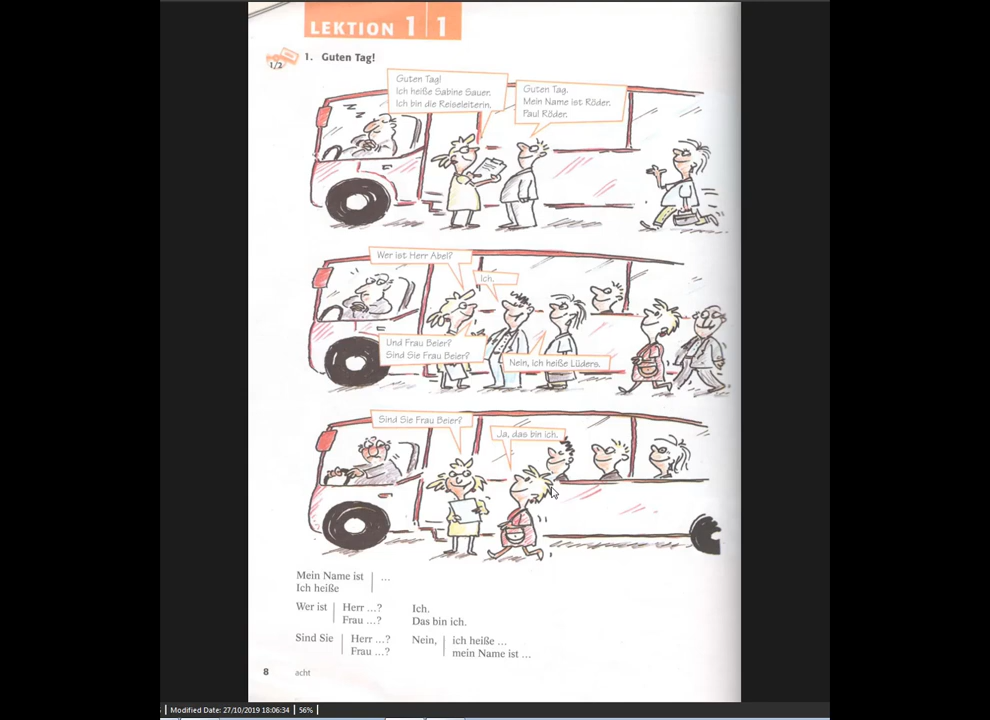 LEKTION 1 1
1/2
1. Guten Tag!
Guten Tag!
Ich heiße Sabine Sauer.
Ich bin die Reiseleiterin.
Guten Tag.
Mein Name ist Röder.
Paul Röder.
Wer ist Herr Abel?
Ich.
Und Frau Beier?
Sind Sie Frau Beier?
Nein, ich heiße Lüders.
Sind Sie Frau Beier?
Ja, das bin ich.
Mein Name ist ...
Ich heiße
Wer ist Herr ...? Ich.
Frau ...? Das bin ich.
Sind Sie Herr ...? Nein, ich heiße ...
Frau ...? mein Name ist ...
8 acht
Modified Date: 27/10/2019 18:06:34 56%